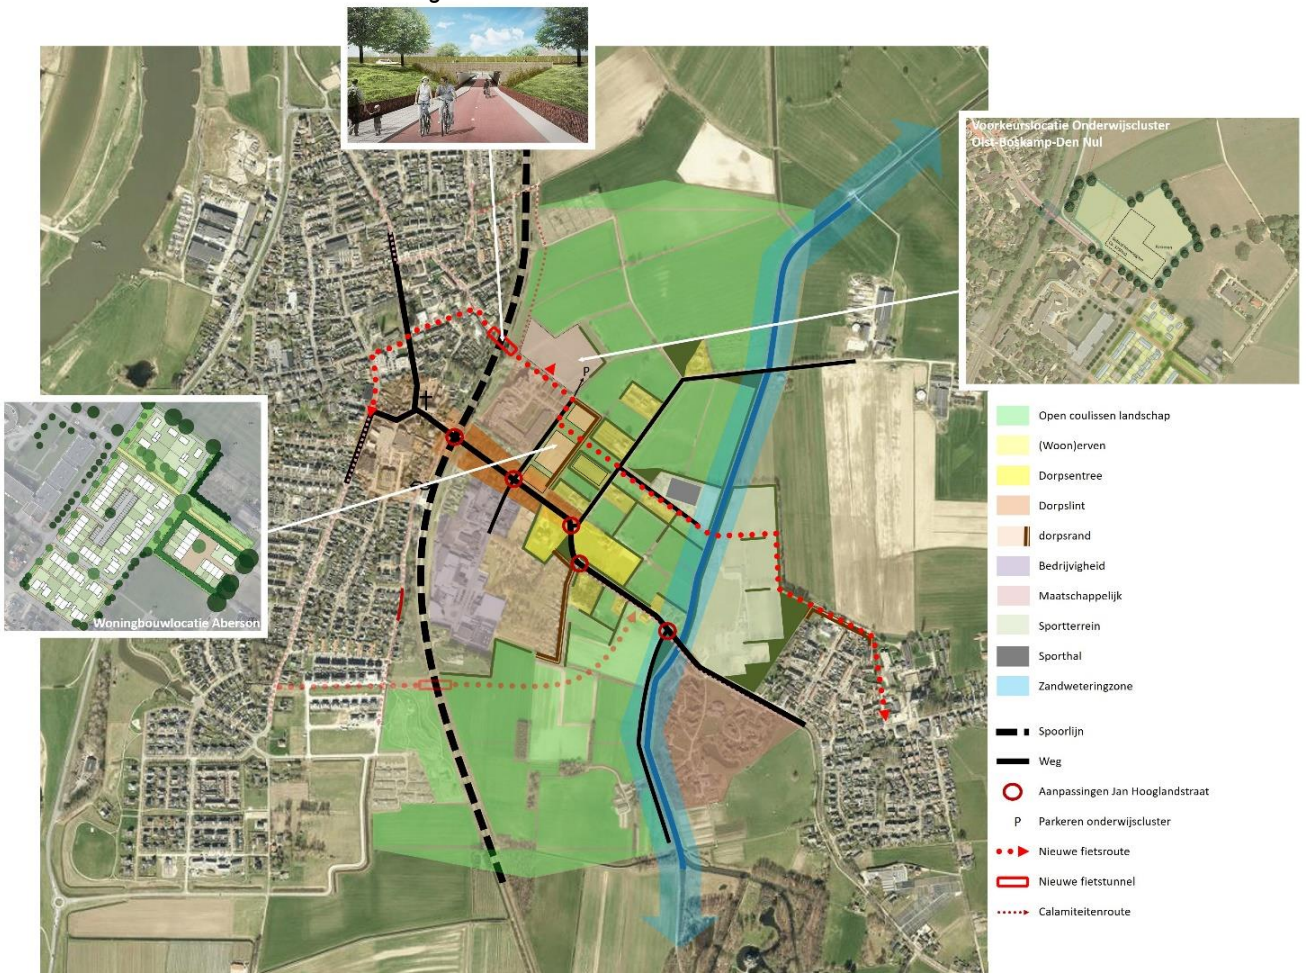 Voorkeurslocatie Onderwijscluster
Olst-Boskamp-Den Nul
P
Woningbouwlocatie Aberson
Open coulissen landschap
(Woon)erven
Dorpsentree
Dorpslint
dorpsrand
Bedrijvigheid
Maatschappelijk
Sportterrein
Sporthal
Zandweteringzone
Spoorlijn
Weg
Aanpassingen Jan Hooglandstraat
P Parkeren onderwijscluster
Nieuwe fietsroute
Nieuwe fietstunnel
Calamiteitenroute